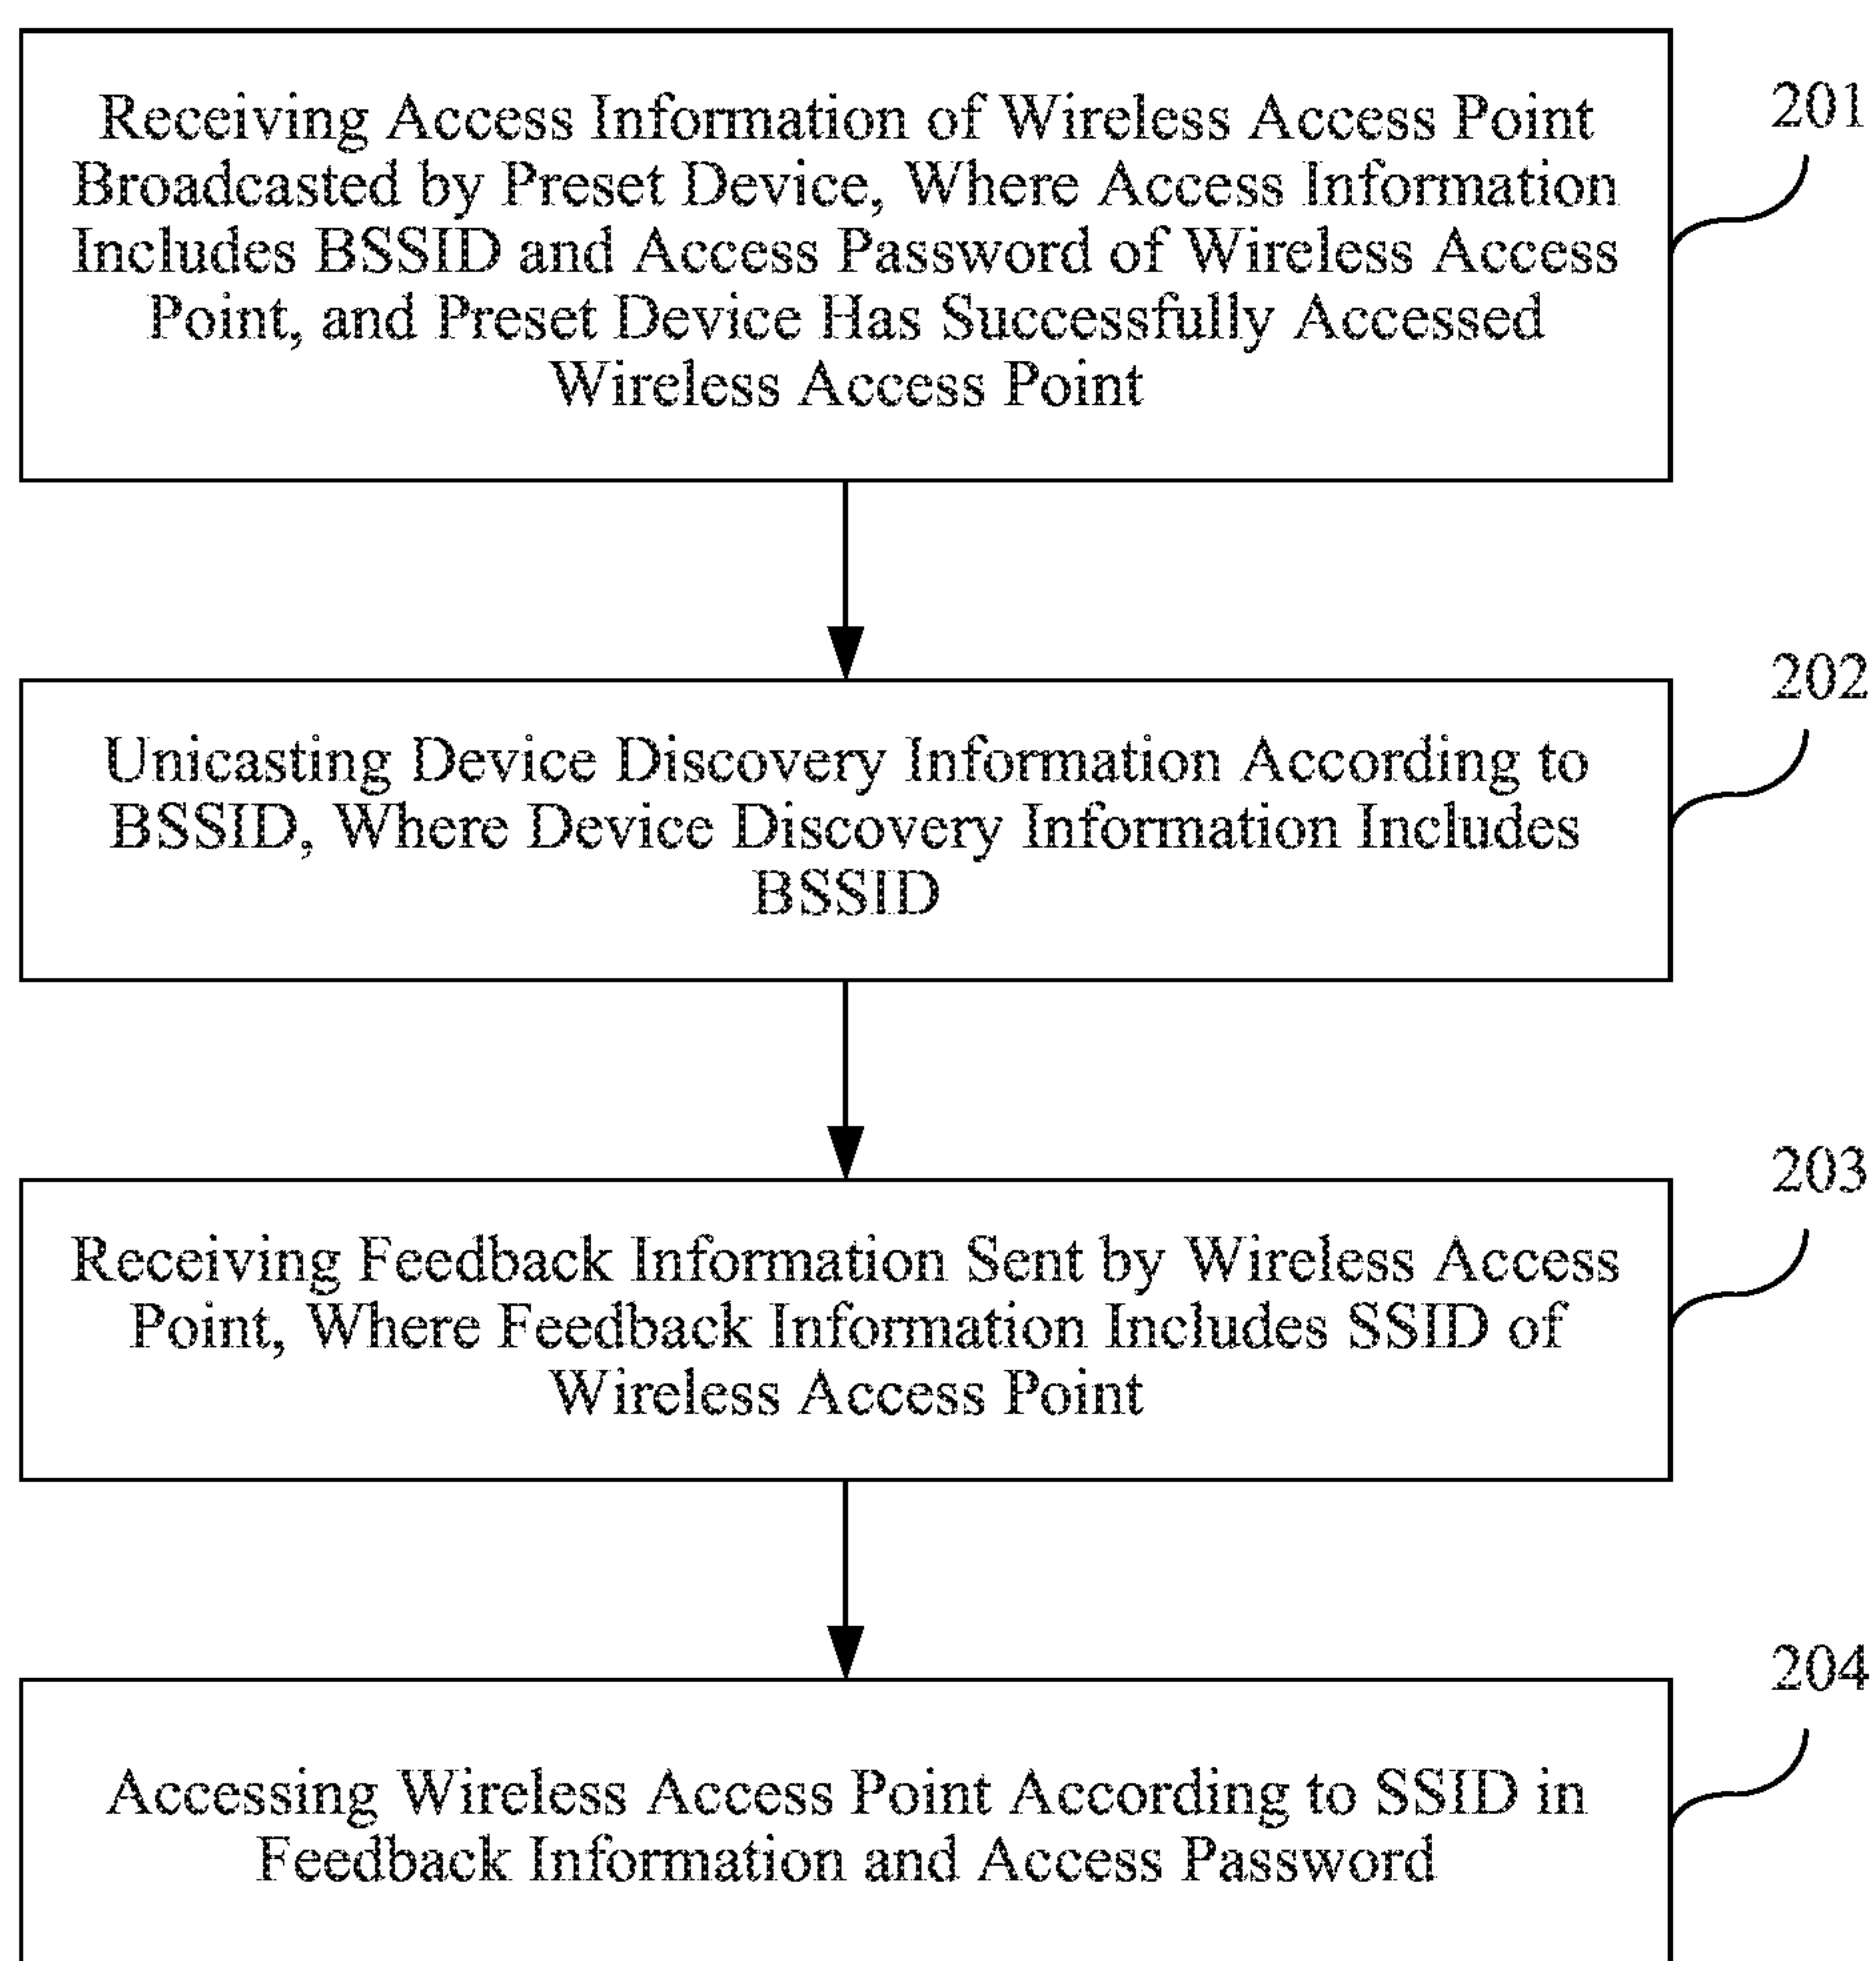 Receiving Access Information of Wireless Access Point
Broadcasted by Preset Device, Where Access Information
Includes BSSID and Access Password of Wireless Access
Point, and Preset Device Has Successfully Accessed
Wireless Access Point
201
Unicasting Device Discovery Information According to
BSSID, Where Device Discovery Information Includes
BSSID
202
Receiving Feedback Information Sent by Wireless Access
Point, Where Feedback Information Includes SSID of
Wireless Access Point
203
Accessing Wireless Access Point According to SSID in
Feedback Information and Access Password
204